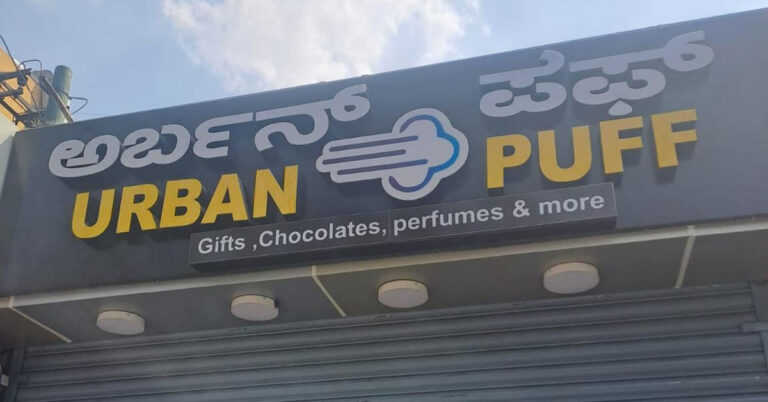 ಅರ್ಬನ್ ಪಫ್
URBAN PUFF
Gifts ,Chocolates, perfumes & more